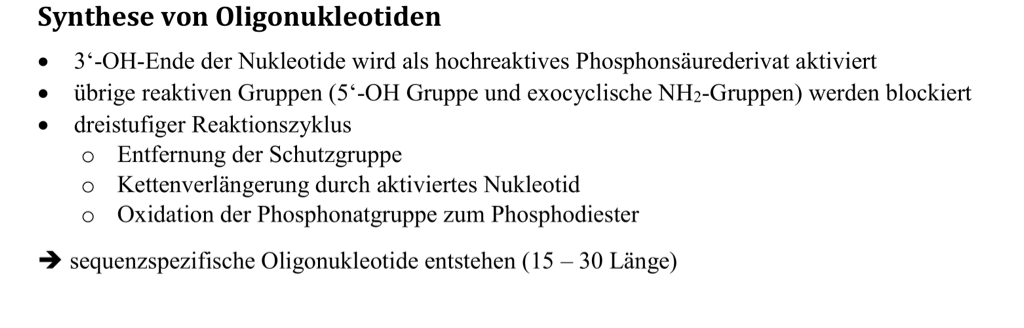 Synthese von Oligonukleotiden
• 3‘-OH-Ende der Nukleotide wird als hochreaktives Phosphonsäurederivat aktiviert
• übrige reaktiven Gruppen (5‘-OH Gruppe und exocyclische NH2-Gruppen) werden blockiert
• dreistufiger Reaktionszyklus
o Entfernung der Schutzgruppe
o Kettenverlängerung durch aktiviertes Nukleotid
o Oxidation der Phosphonatgruppe zum Phosphodiester
➔ sequenzspezifische Oligonukleotide entstehen (15 – 30 Länge)